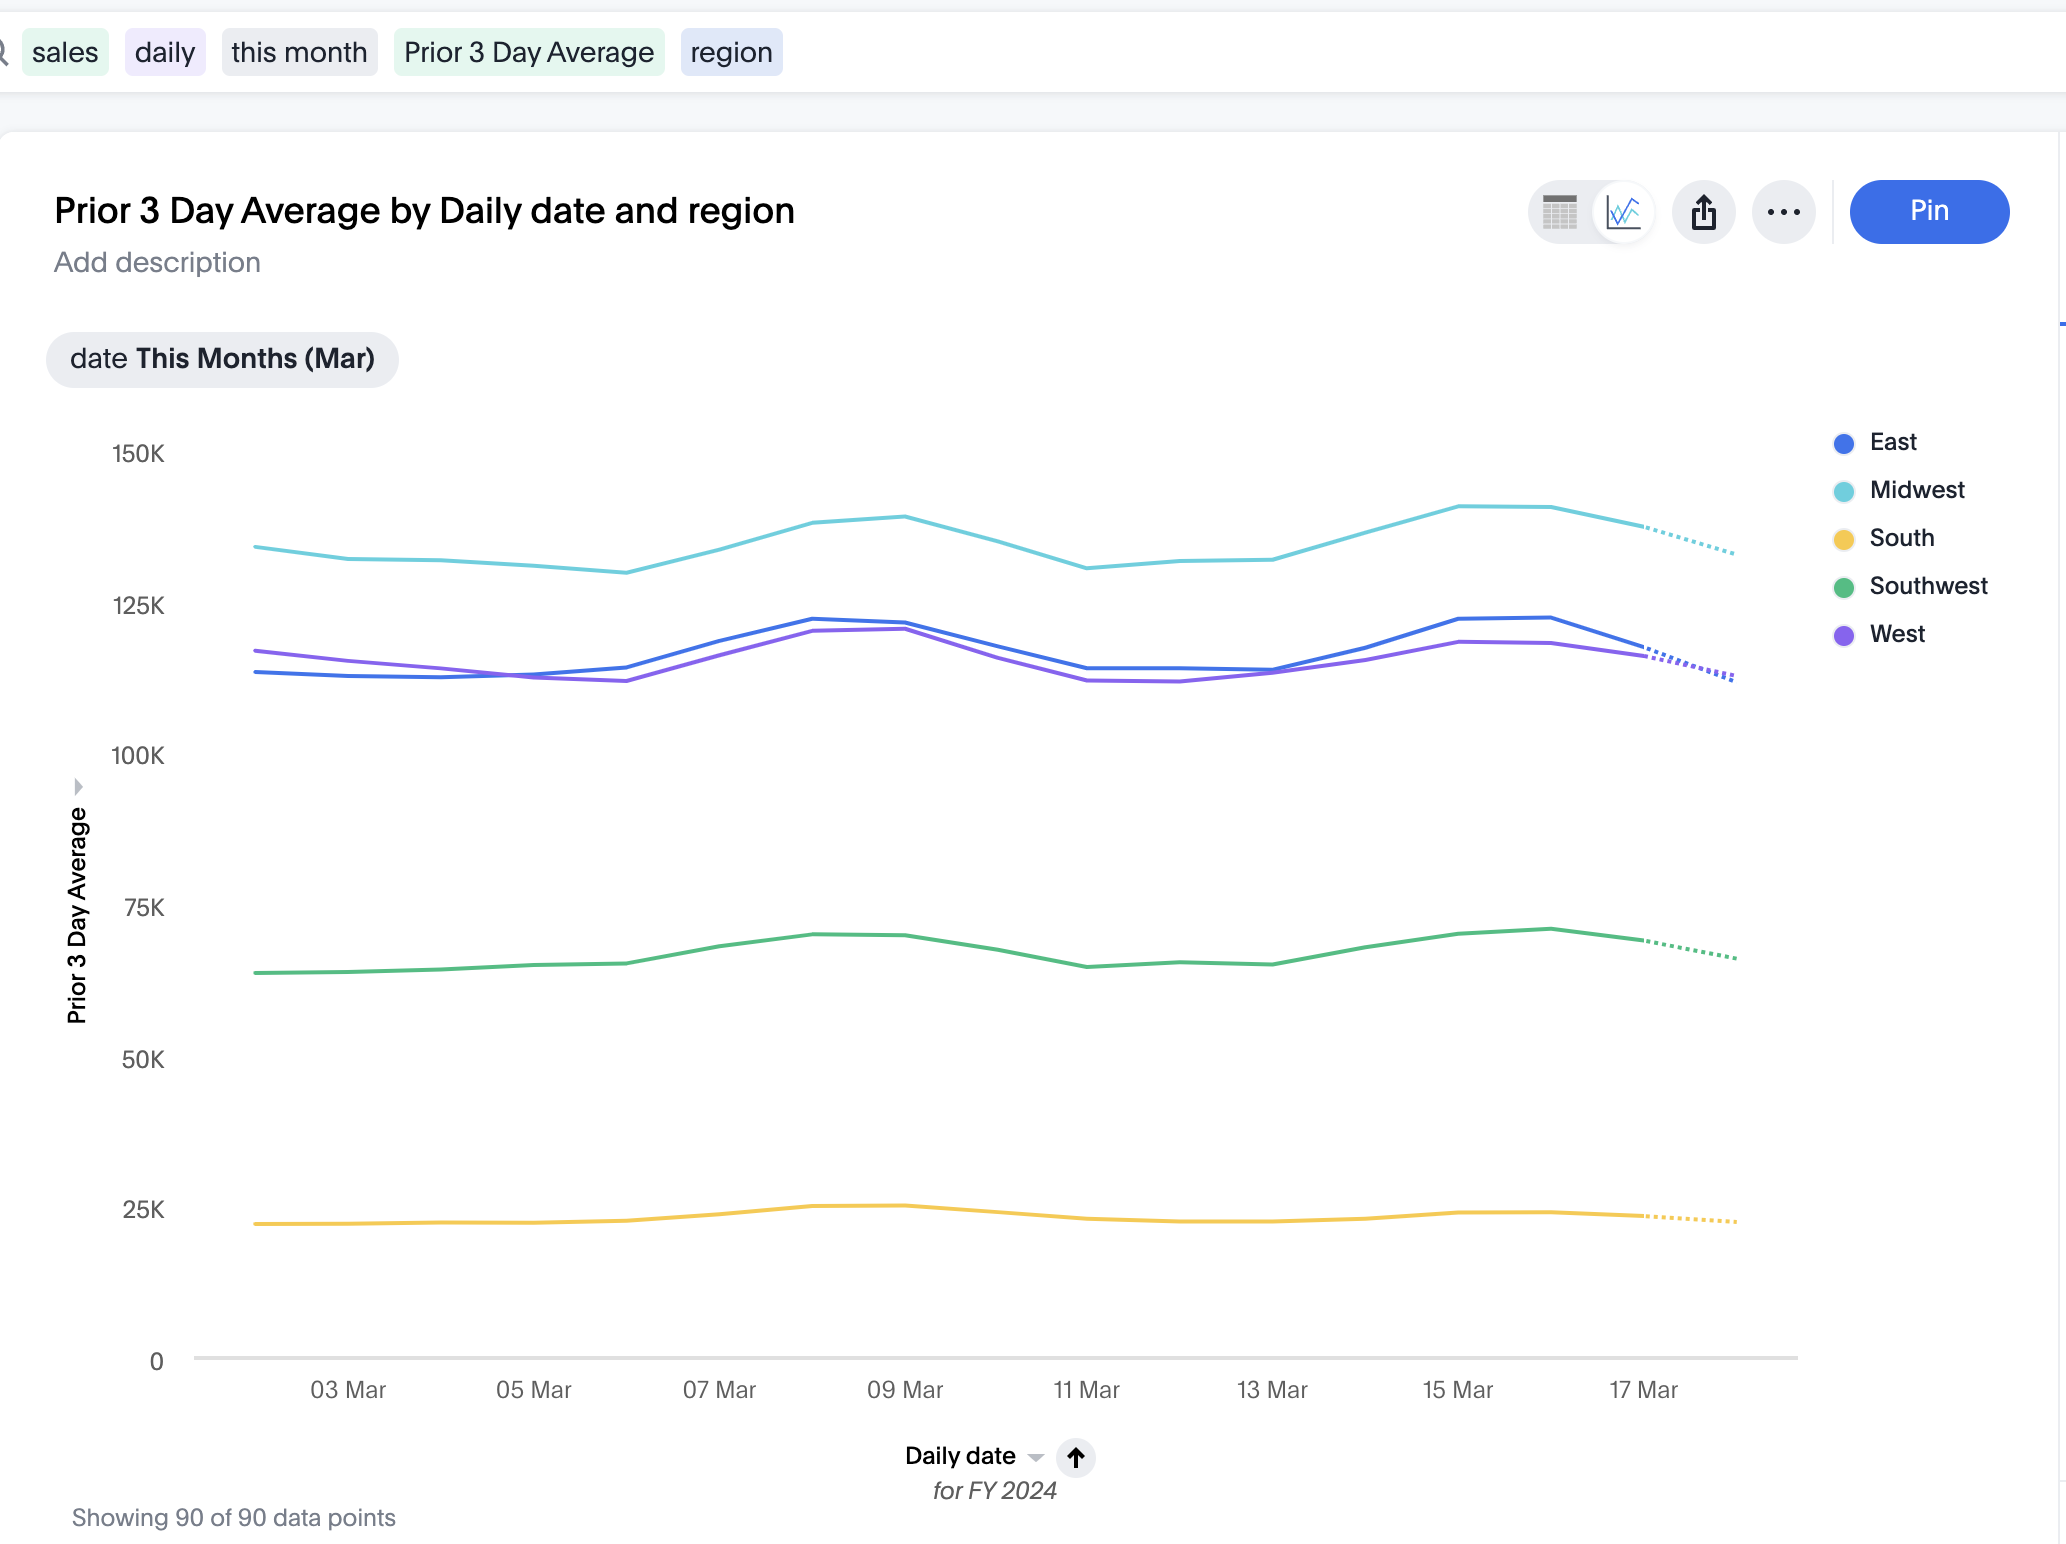 sales daily this month Prior 3 Day Average region
Prior 3 Day Average by Daily date and region
Pin
Add description
date This Months (Mar)
East
Midwest
South
Southwest
West
150K
125K
100K
75K
50K
25K
0
Prior 3 Day Average
03 Mar 05 Mar 07 Mar 09 Mar 11 Mar 13 Mar 15 Mar 17 Mar
Daily date
for FY 2024
Showing 90 of 90 data points